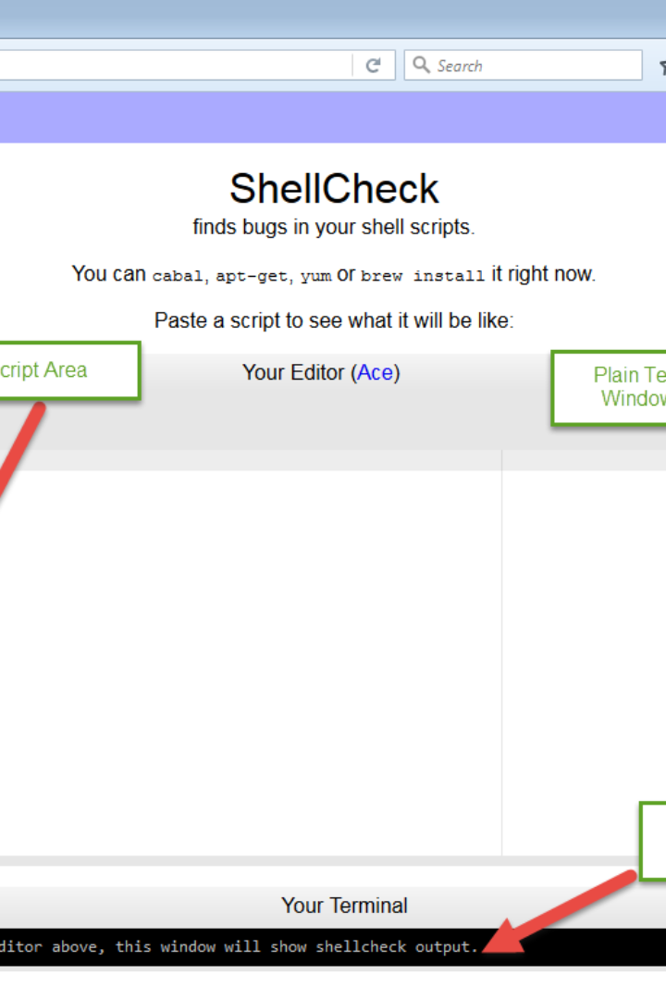 Search
ShellCheck
finds bugs in your shell scripts.
You can cabal, apt-get, yum or brew install it right now.
Paste a script to see what it will be like:
cript Area
Your Editor (Ace)
Plain Te
Window
Your Terminal
ditor above, this window will show shellcheck output.